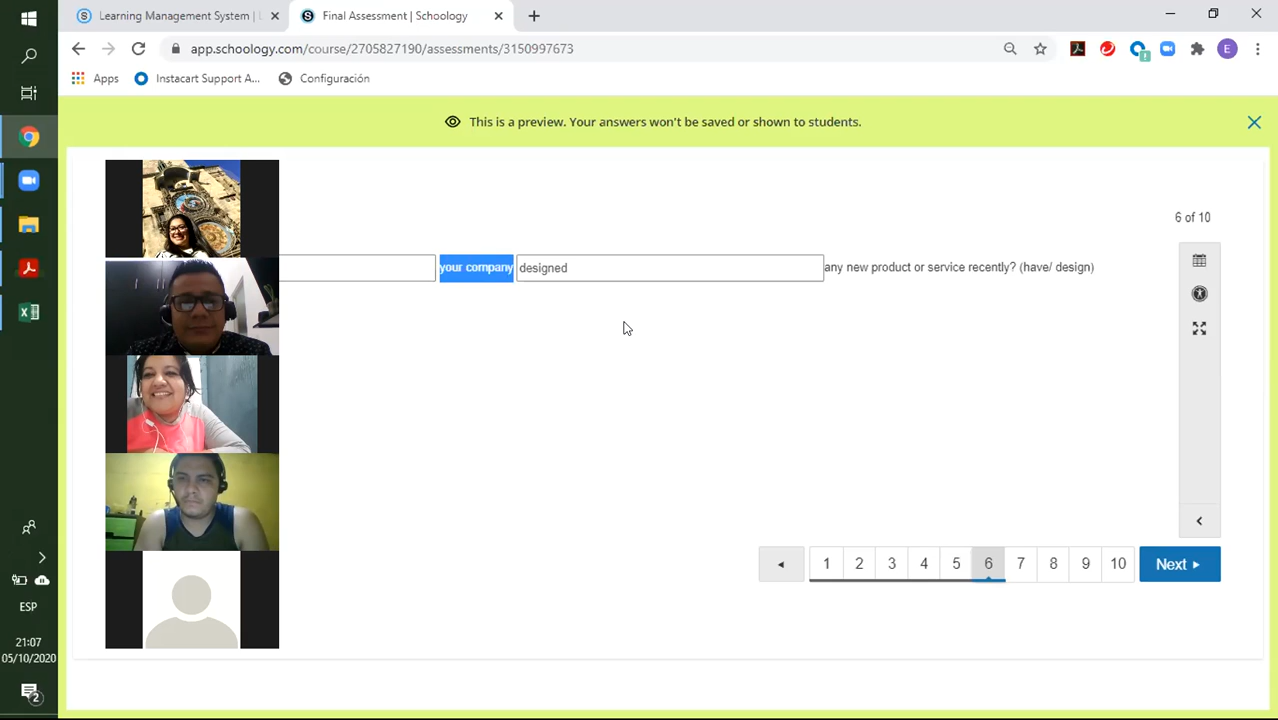 Learning Management System | L
Final Assessment | Schoology
app.schoology.com/course/2705827190/assessments/3150997673
E
Apps
Instacart Support A...
Configuración
This is a preview. Your answers won't be saved or shown to students.
6 of 10
your company designed any new product or service recently? (have/ design)
1 2 3 4 5 6 7 8 9 10 Next
ESP
21:07
05/10/2020
2